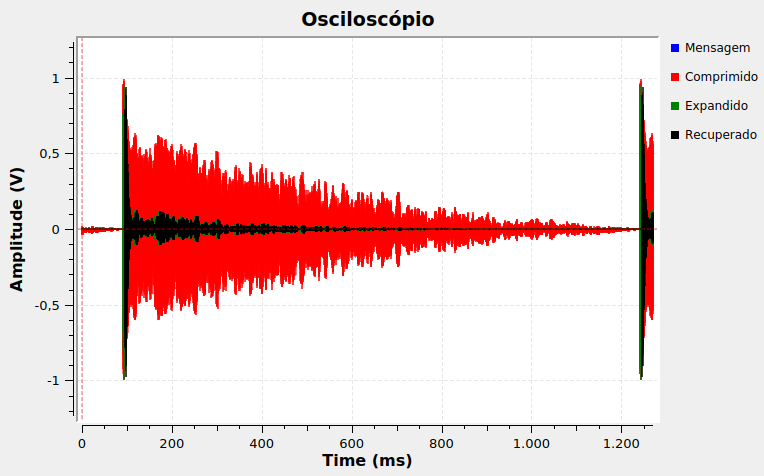 Osciloscópio
Mensagem
Comprimido
Expandido
Recuperado
Amplitude (V)
1
0,5
0
-0,5
-1
0 200 400 600 800 1.000 1.200
Time (ms)